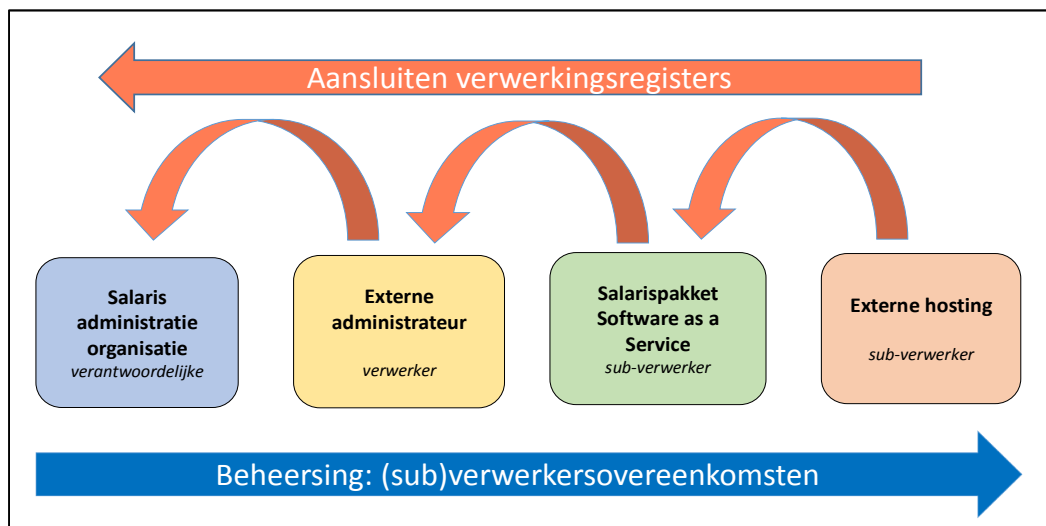 Aansluiten verwerkingsregisters
Salaris
administratie
organisatie
verantwoordelijke
Externe
administrateur
verwerker
Salarispakket
Software as a
Service
sub-verwerker
Externe hosting
sub-verwerker
Beheersing: (sub)verwerkersovereenkomsten